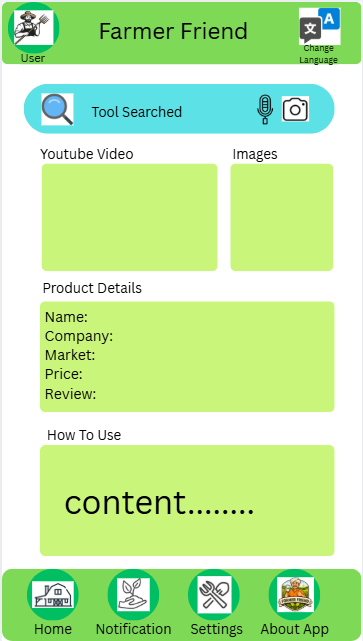 Farmer Friend
User
Change
Language
Tool Searched
Youtube Video
Images
Product Details
Name:
Company:
Market:
Price:
Review:
How To Use
content........
Home
Notification
Settings
About App